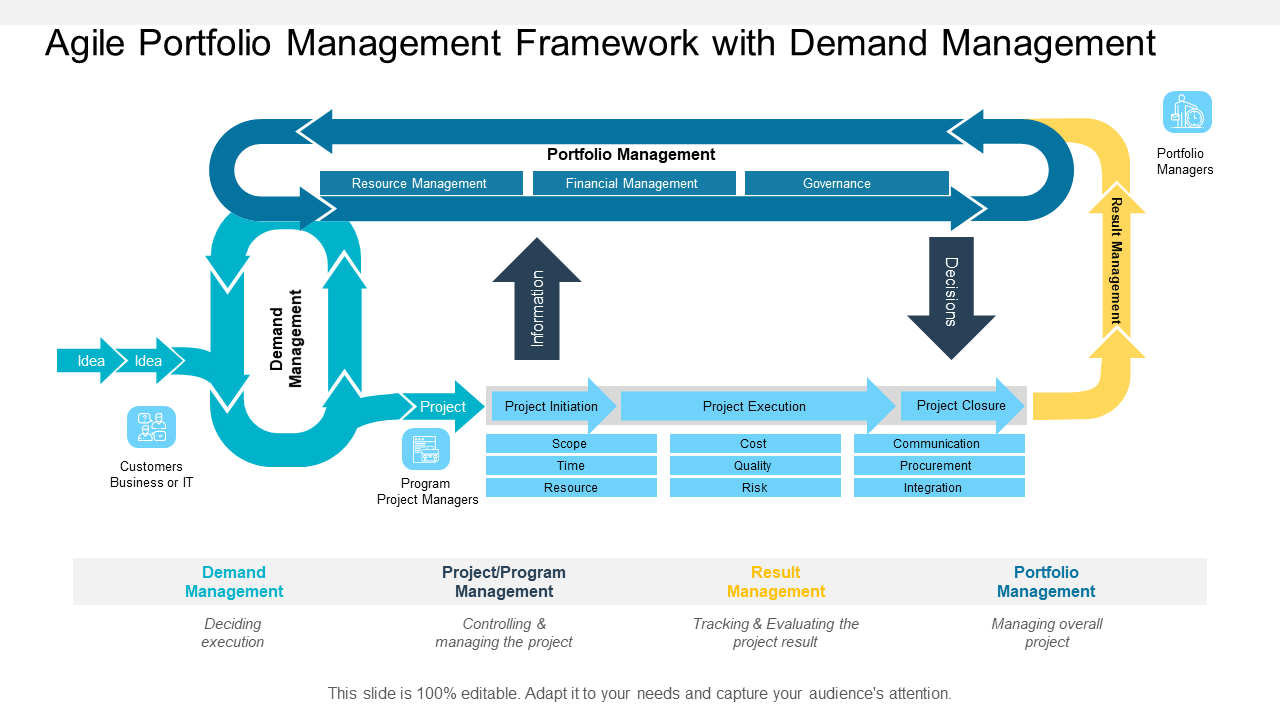 Agile Portfolio Management Framework with Demand Management
Portfolio Management
Resource Management
Financial Management
Governance
Portfolio
Managers
Result Management
Information
Decisions
Demand
Management
Idea
Idea
Customers
Business or IT
Project
Program
Project Managers
Project Initiation
Project Execution
Project Closure
Scope
Cost
Communication
Time
Quality
Procurement
Resource
Risk
Integration
Demand
Management
Deciding
execution
Project/Program
Management
Controlling &
managing the project
Result
Management
Tracking & Evaluating the
project result
Portfolio
Management
Managing overall
project
This slide is 100% editable. Adapt it to your needs and capture your audience's attention.